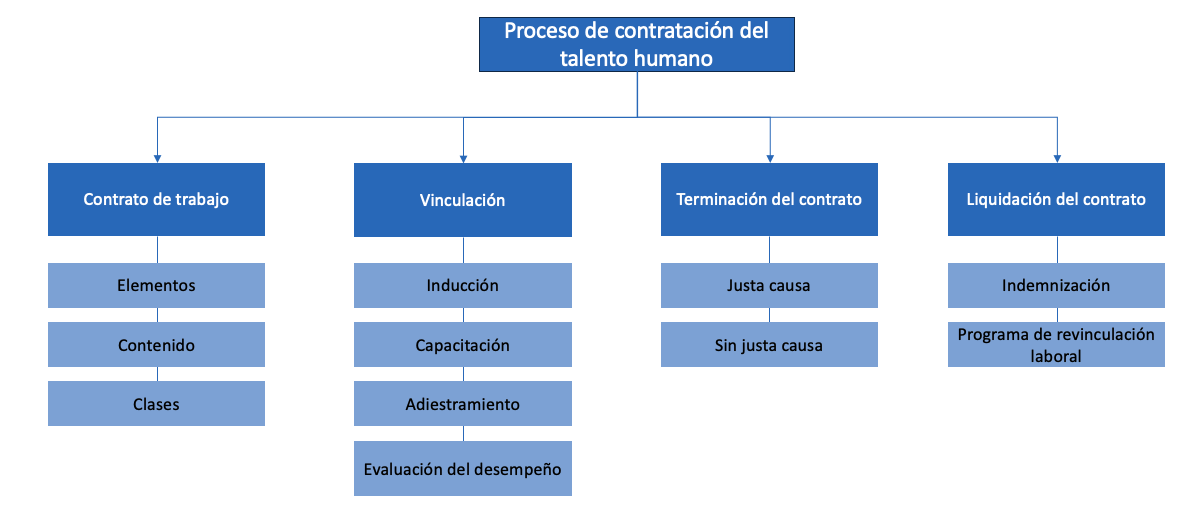 Proceso de contratación del
talento humano
Contrato de trabajo
Elementos
Contenido
Clases
Vinculación
Inducción
Capacitación
Adiestramiento
Evaluación del desempeño
Terminación del contrato
Justa causa
Sin justa causa
Liquidación del contrato
Indemnización
Programa de revinculación
laboral